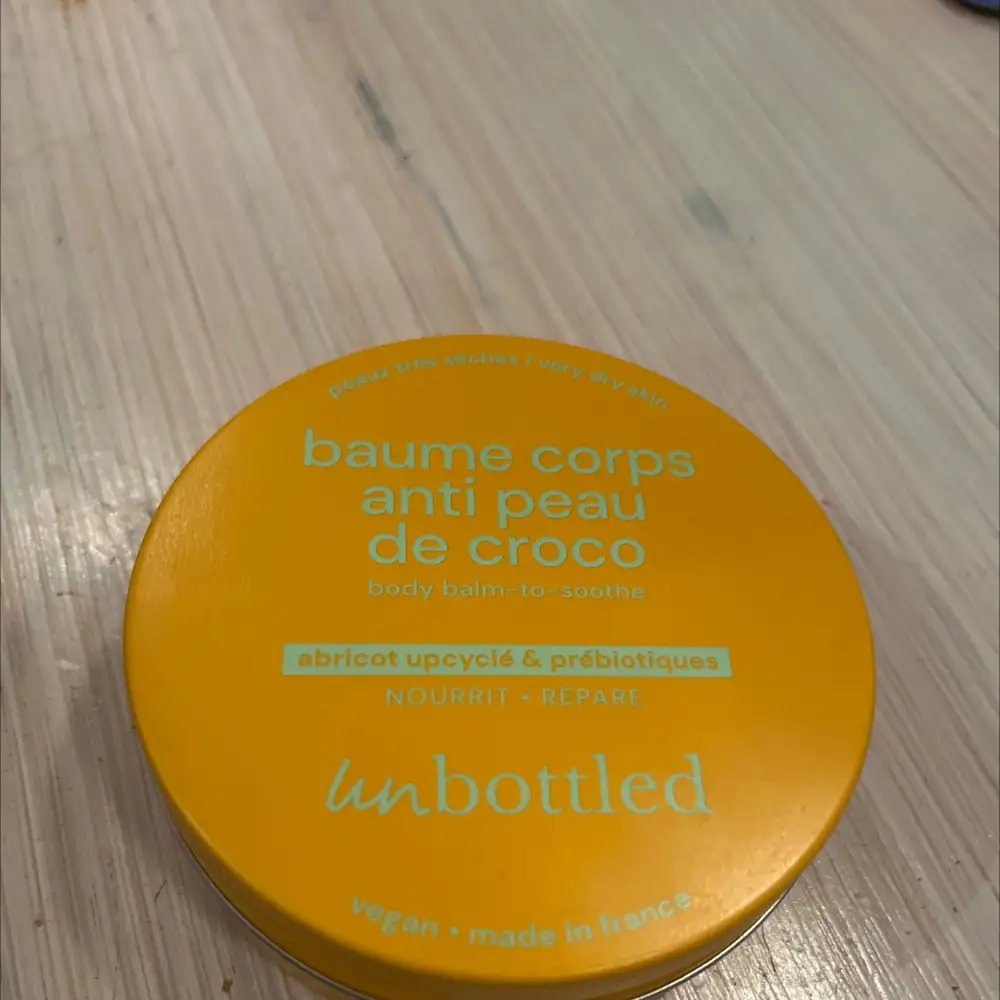 peaux très sèches / very dry skin
baume corps
anti peau
de croco
body balm-to-soothe
abricot upcyclé & prébiotiques
NOURRIT • RÉPARE
unbottled
vegan • made in france